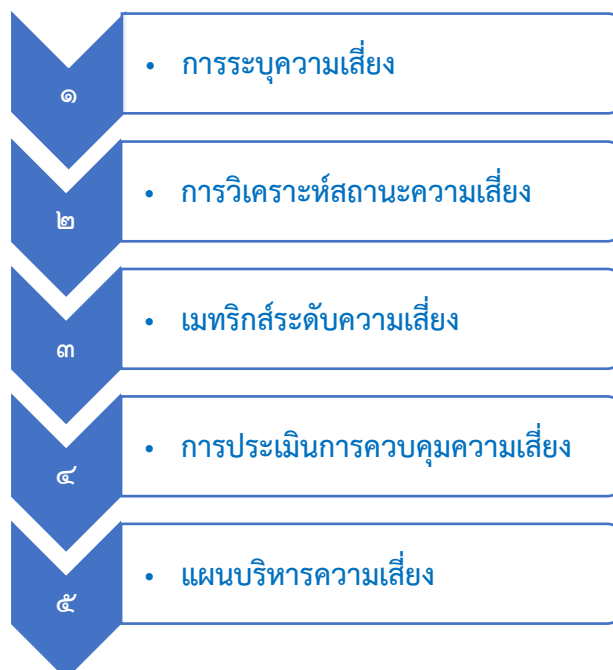 ๑
• การระบุความเสี่ยง
๒
• การวิเคราะห์สถานะความเสี่ยง
๓
• เมทริกส์ระดับความเสี่ยง
๔
• การประเมินการควบคุมความเสี่ยง
๕
• แผนบริหารความเสี่ยง